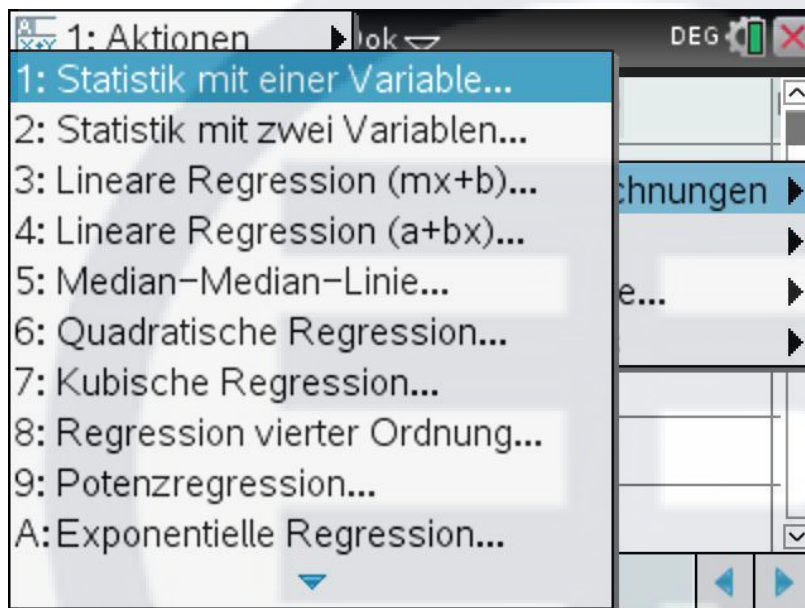 1: Aktionen ok DEG
1: Statistik mit einer Variable...
2: Statistik mit zwei Variablen...
3: Lineare Regression (mx+b)...
4: Lineare Regression (a+bx)...
5: Median-Median-Linie...
6: Quadratische Regression...
7: Kubische Regression...
8: Regression vierter Ordnung...
9: Potenzregression...
A: Exponentielle Regression...
chnungen
e...